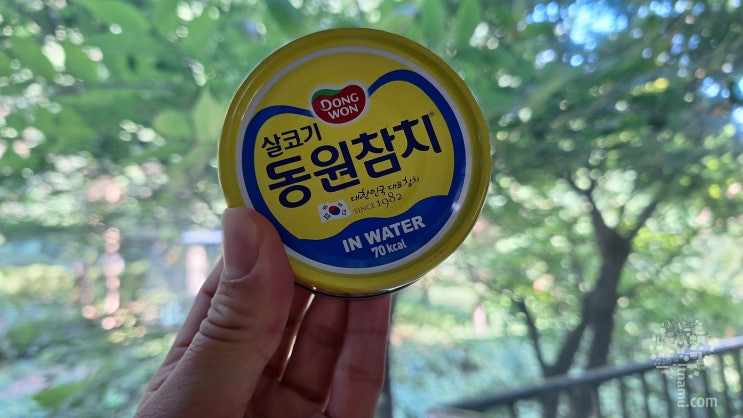 DONG
WON
살코기
동원참치®
대한민국 대표참치
SINCE 1982
IN WATER
70 kcal